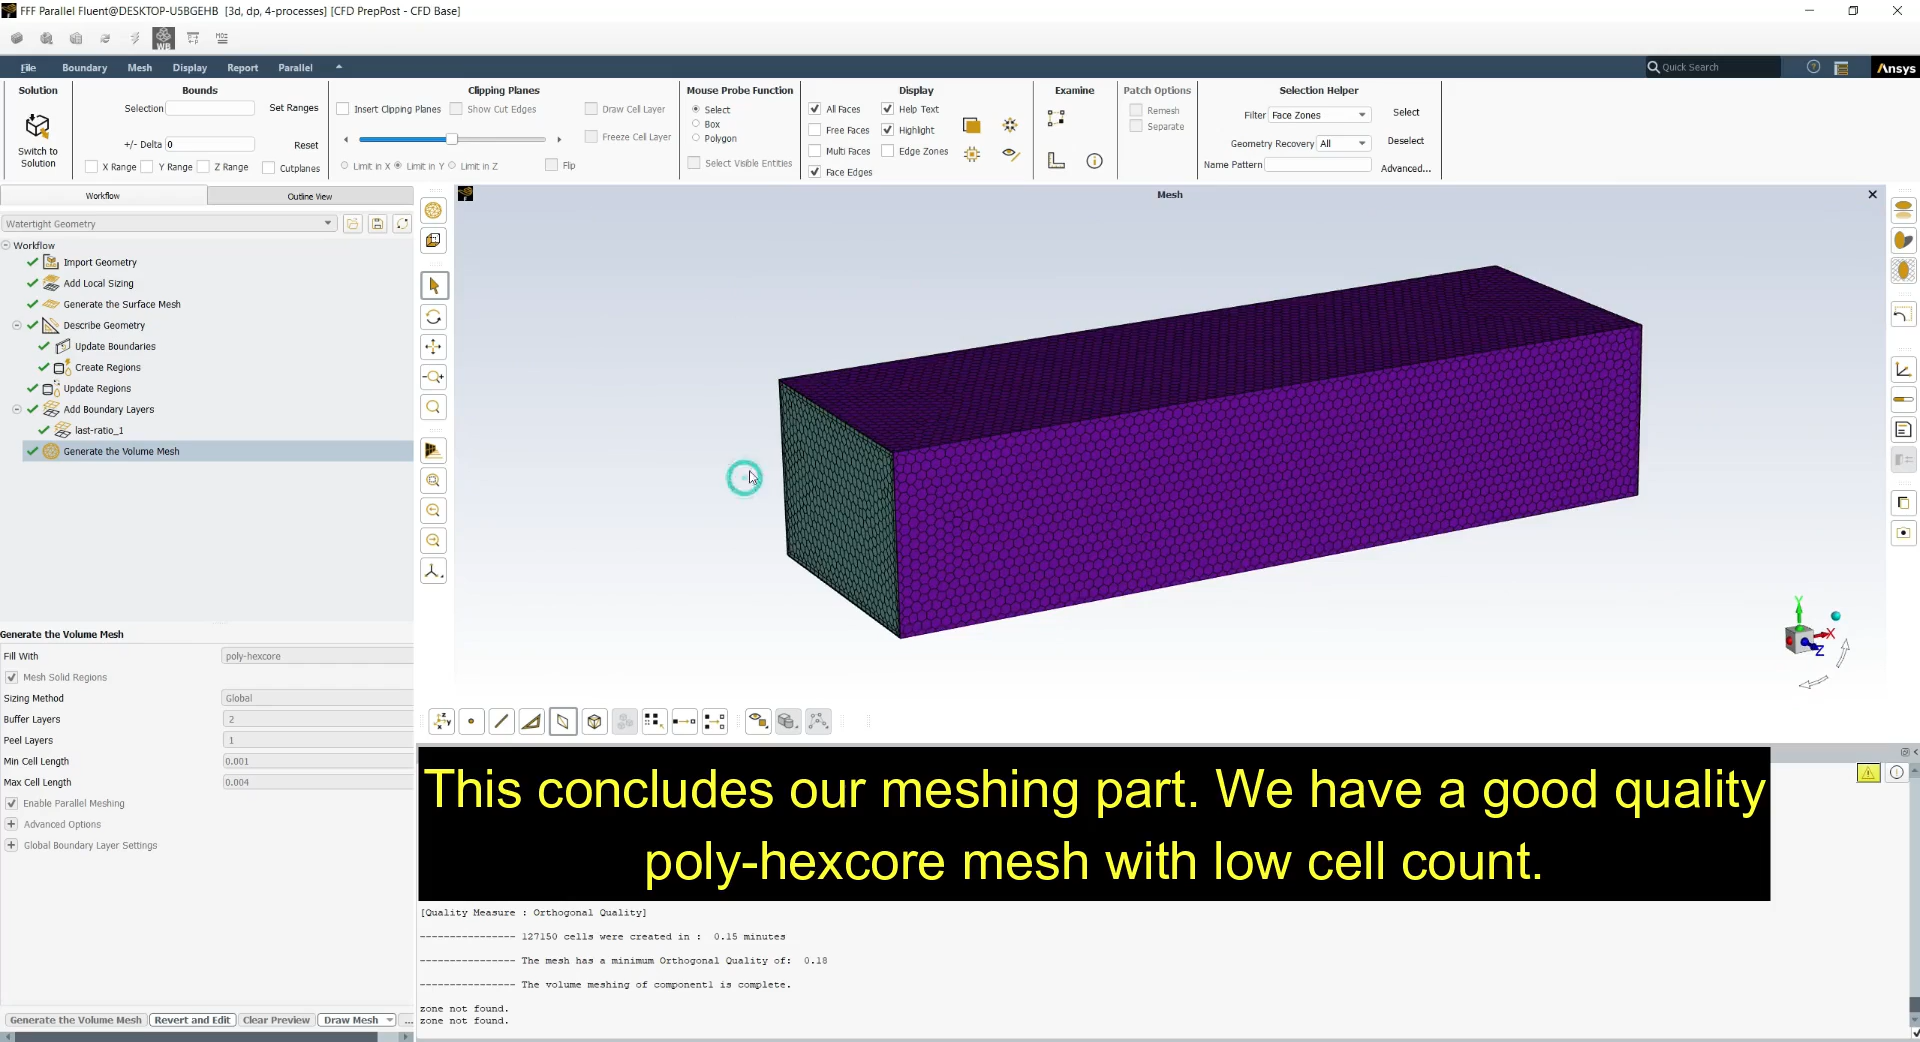 FFF Parallel Fluent@DESKTOP-U5BGEHB [3d, dp, 4-processes] [CFD PrepPost - CFD Base]
WB
File Boundary Mesh Display Report Parallel
Quick Search
Ansys
Solution
Switch to
Solution
Bounds
Selection
Set Ranges
+/- Delta 0
Reset
X Range Y Range Z Range Cutplanes
Clipping Planes
Insert Clipping Planes Show Cut Edges Draw Cell Layer
Freeze Cell Layer
Limit in X Limit in Y Limit in Z Flip
Mouse Probe Function
Select
Box
Polygon
Select Visible Entities
Display
All Faces Help Text
Free Faces Highlight
Multi Faces Edge Zones
Face Edges
Examine
Patch Options
Remesh
Separate
Selection Helper
Filter Face Zones Select
Geometry Recovery All Deselect
Name Pattern Advanced...
Workflow Outline View
Watertight Geometry
Workflow
Import Geometry
Add Local Sizing
Generate the Surface Mesh
Describe Geometry
Update Boundaries
Create Regions
Update Regions
Add Boundary Layers
last-ratio_1
Generate the Volume Mesh
Generate the Volume Mesh
Fill With poly-hexcore
Mesh Solid Regions
Sizing Method Global
Buffer Layers 2
Peel Layers 1
Min Cell Length 0.001
Max Cell Length 0.004
Enable Parallel Meshing
Advanced Options
Global Boundary Layer Settings
Generate the Volume Mesh Revert and Edit Clear Preview Draw Mesh ...
Mesh
Y
X
Z
This concludes our meshing part. We have a good quality
poly-hexcore mesh with low cell count.
[Quality Measure : Orthogonal Quality]
---------------- 127150 cells were created in : 0.15 minutes
---------------- The mesh has a minimum Orthogonal Quality of: 0.18
---------------- The volume meshing of component1 is complete.
zone not found.
zone not found.